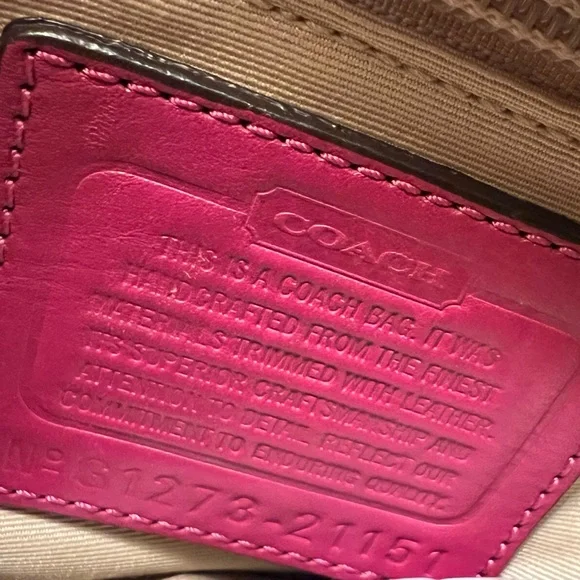 COACH
THIS IS A COACH BAG. IT WAS
HANDCRAFTED FROM THE FINEST
MATERIALS TRIMMED WITH LEATHER.
ITS SUPERIOR CRAFTSMANSHIP AND
ATTENTION TO DETAIL REFLECT OUR
COMMITMENT TO ENDURING QUALITY.
Nº G1273-21151